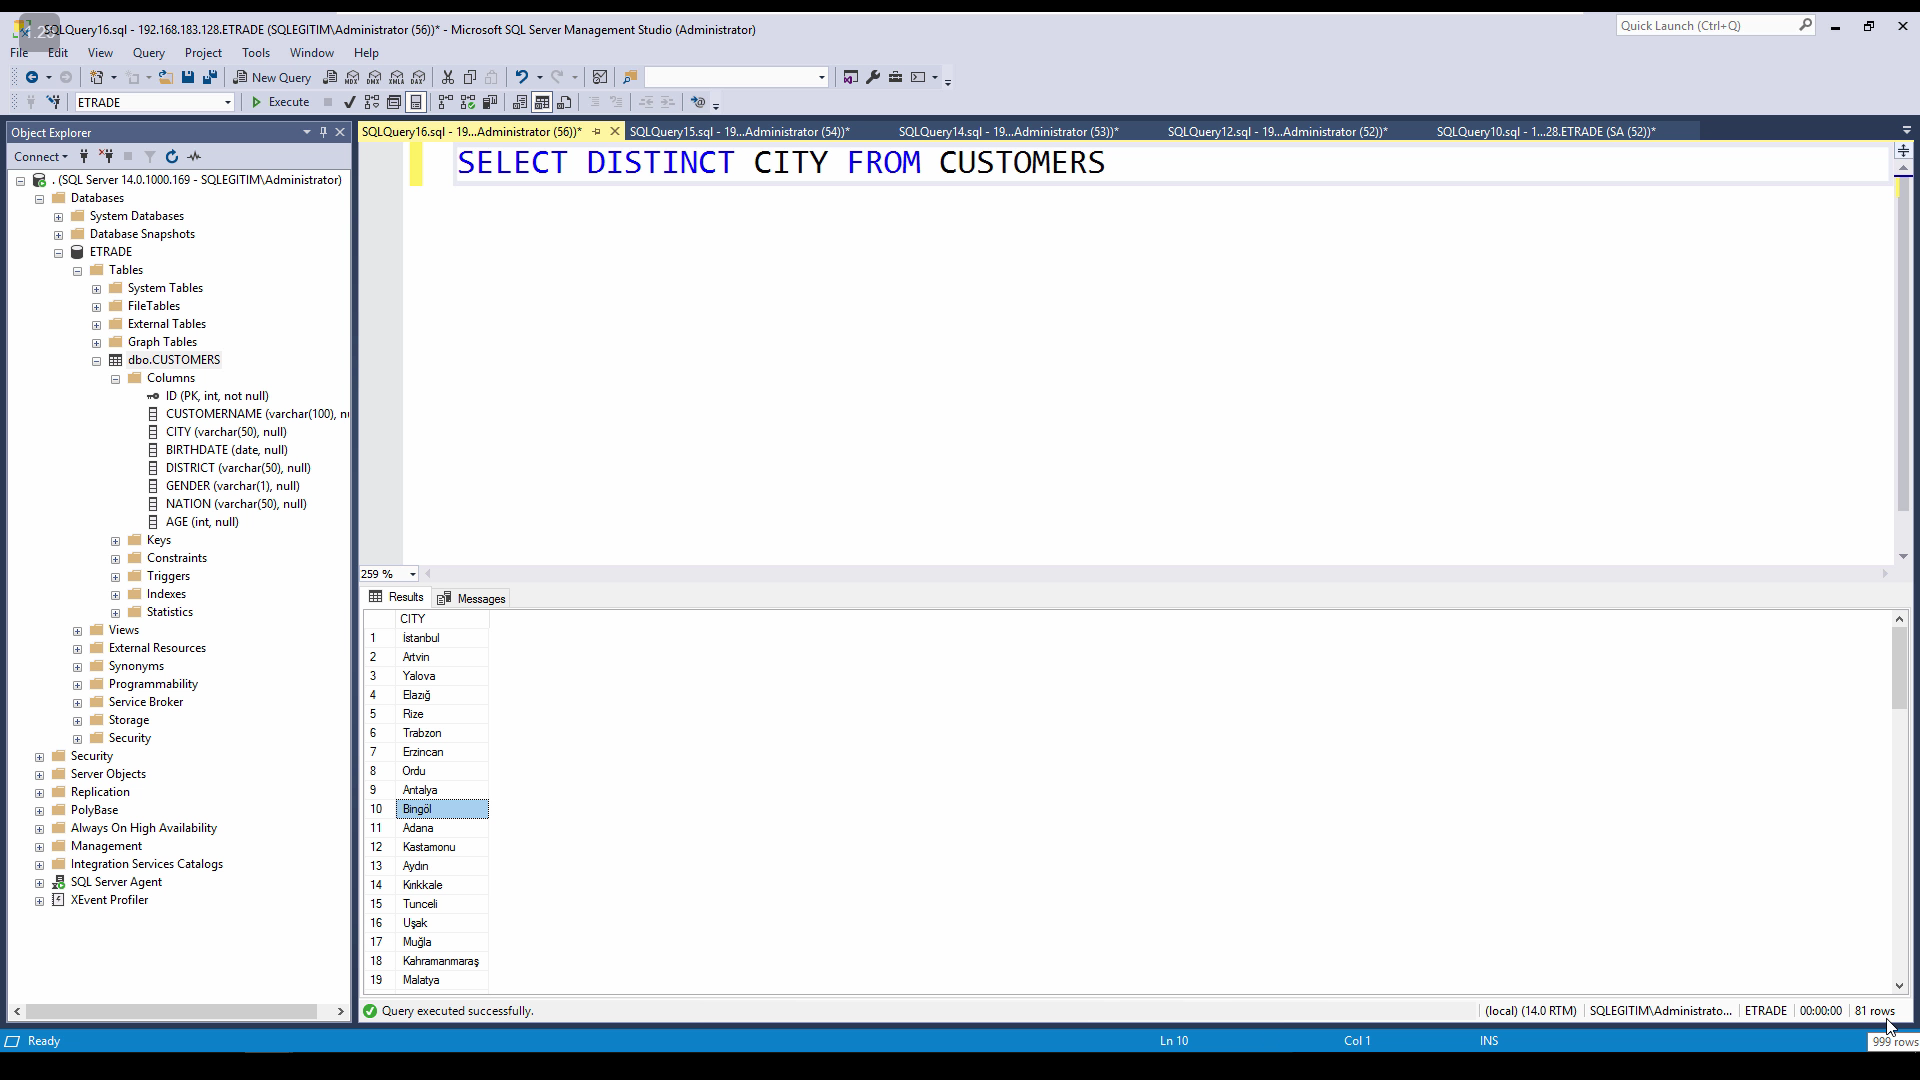 1.25
SQLQuery16.sql - 192.168.183.128.ETRADE (SQLEGITIM\Administrator (56))* - Microsoft SQL Server Management Studio (Administrator)
Quick Launch (Ctrl+Q)
File Edit View Query Project Tools Window Help
New Query
MDX DMX XMLA DAX
ETRADE
Execute
Object Explorer
Connect
. (SQL Server 14.0.1000.169 - SQLEGITIM\Administrator)
Databases
System Databases
Database Snapshots
ETRADE
Tables
System Tables
FileTables
External Tables
Graph Tables
dbo.CUSTOMERS
Columns
ID (PK, int, not null)
CUSTOMERNAME (varchar(100), nu
CITY (varchar(50), null)
BIRTHDATE (date, null)
DISTRICT (varchar(50), null)
GENDER (varchar(1), null)
NATION (varchar(50), null)
AGE (int, null)
Keys
Constraints
Triggers
Indexes
Statistics
Views
External Resources
Synonyms
Programmability
Service Broker
Storage
Security
Security
Server Objects
Replication
PolyBase
Always On High Availability
Management
Integration Services Catalogs
SQL Server Agent
XEvent Profiler
SQLQuery16.sql - 19...Administrator (56))* SQLQuery15.sql - 19...Administrator (54))* SQLQuery14.sql - 19...Administrator (53))* SQLQuery12.sql - 19...Administrator (52))* SQLQuery10.sql - 1...28.ETRADE (SA (52))*
SELECT DISTINCT CITY FROM CUSTOMERS
259 %
Results Messages
CITY
1 İstanbul
2 Artvin
3 Yalova
4 Elazığ
5 Rize
6 Trabzon
7 Erzincan
8 Ordu
9 Antalya
10 Bingöl
11 Adana
12 Kastamonu
13 Aydın
14 Kırıkkale
15 Tunceli
16 Uşak
17 Muğla
18 Kahramanmaraş
19 Malatya
Query executed successfully.
(local) (14.0 RTM) SQLEGITIM\Administrato... ETRADE 00:00:00 81 rows
Ready Ln 10 Col 1 INS
999 rows